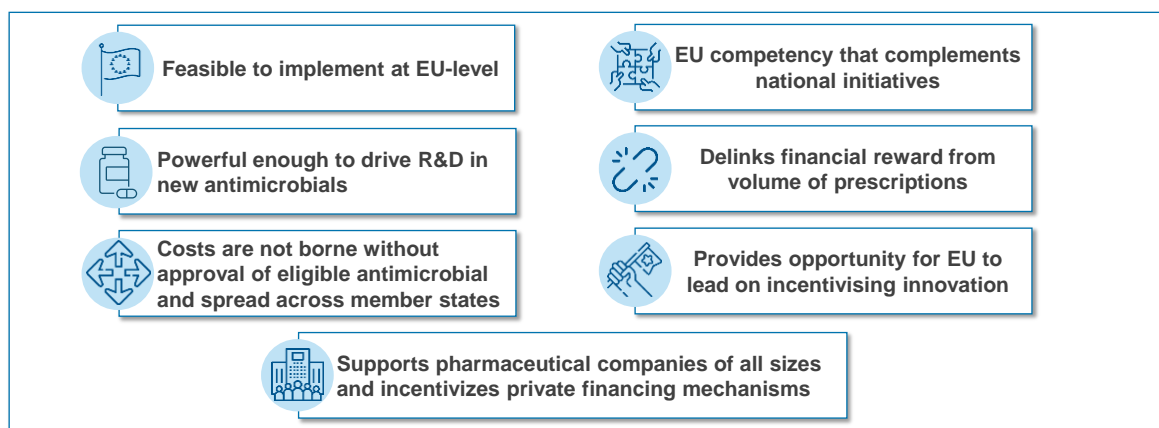 Feasible to implement at EU-level
EU competency that complements
national initiatives
Powerful enough to drive R&D in
new antimicrobials
Delinks financial reward from
volume of prescriptions
Costs are not borne without
approval of eligible antimicrobial
and spread across member states
Provides opportunity for EU to
lead on incentivising innovation
Supports pharmaceutical companies of all sizes
and incentivizes private financing mechanisms